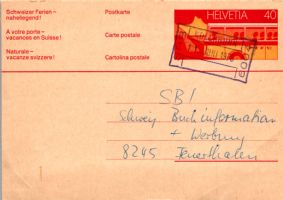 Schweizer Ferien –
naheliegend!
A votre porte –
vacances en Suisse!
Naturale –
vacanze svizzere!
Postkarte
Carte postale
Cartolina postale
HELVETIA 40
SBI
Schweiz. Buchinformation
+ Werbung
8245 Feuerthalen